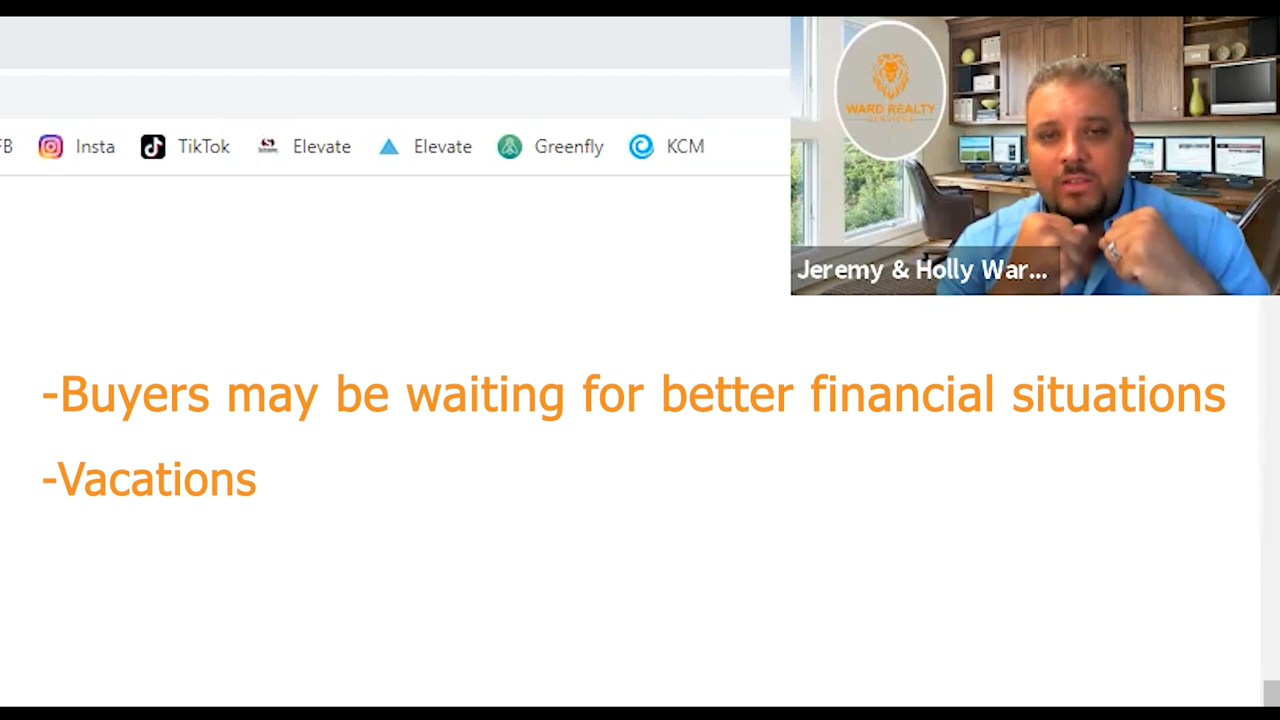 FB Insta TikTok Elevate Elevate Greenfly KCM
WARD REALTY
SERVICES
Jeremy & Holly War...
-Buyers may be waiting for better financial situations
-Vacations